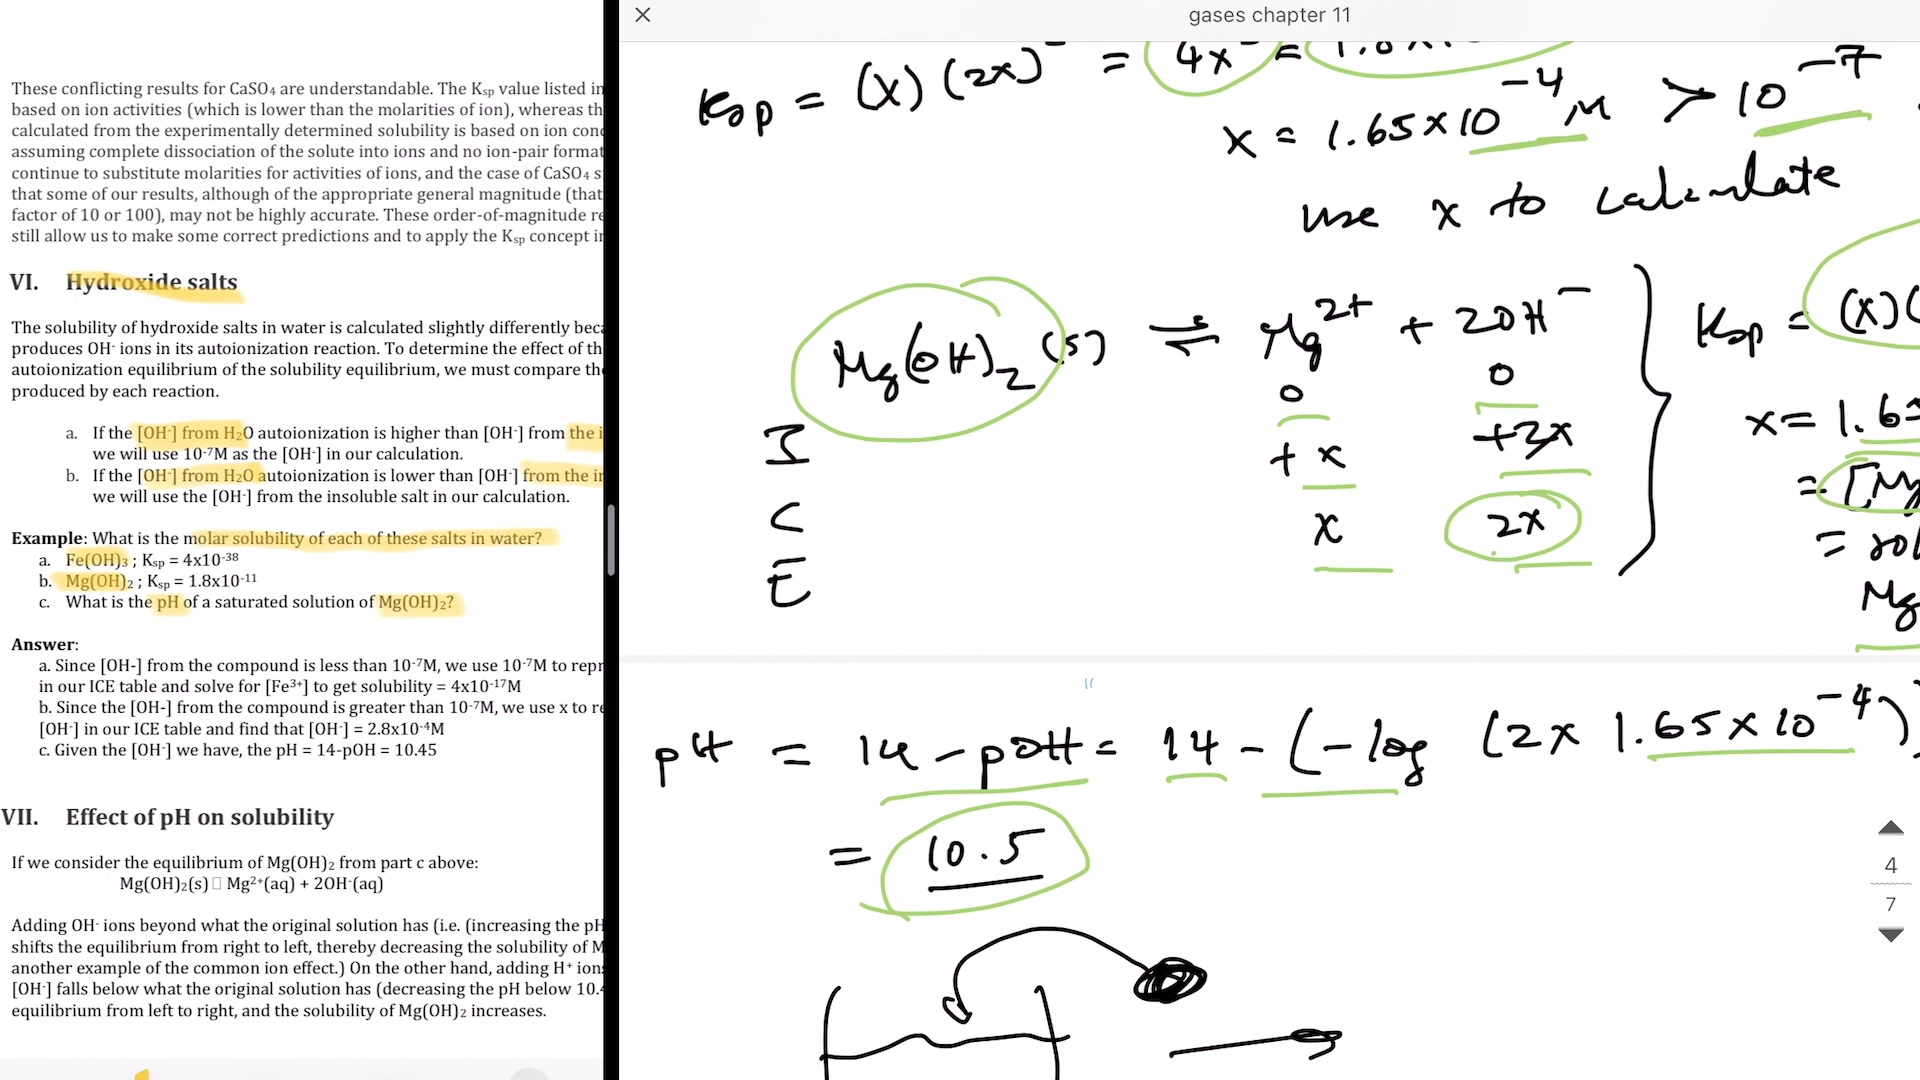 These conflicting results for CaSO₄ are understandable. The Kₛₚ value listed in
based on ion activities (which is lower than the molarities of ion), whereas th
calculated from the experimentally determined solubility is based on ion con
assuming complete dissociation of the solute into ions and no ion-pair format
continue to substitute molarities for activities of ions, and the case of CaSO₄ s
that some of our results, although of the appropriate general magnitude (that
factor of 10 or 100), may not be highly accurate. These order-of-magnitude re
still allow us to make some correct predictions and to apply the Kₛₚ concept in
VI. Hydroxide salts
The solubility of hydroxide salts in water is calculated slightly differently beca
produces OH⁻ ions in its autoionization reaction. To determine the effect of th
autoionization equilibrium of the solubility equilibrium, we must compare the
produced by each reaction.
a. If the [OH⁻] from H₂O autoionization is higher than [OH⁻] from the i
we will use 10⁻⁷M as the [OH⁻] in our calculation.
b. If the [OH⁻] from H₂O autoionization is lower than [OH⁻] from the in
we will use the [OH⁻] from the insoluble salt in our calculation.
Example: What is the molar solubility of each of these salts in water?
a. Fe(OH)₃ ; Kₛₚ = 4x10⁻³⁸
b. Mg(OH)₂ ; Kₛₚ = 1.8x10⁻¹¹
c. What is the pH of a saturated solution of Mg(OH)₂?
Answer:
a. Since [OH-] from the compound is less than 10⁻⁷M, we use 10⁻⁷M to repr
in our ICE table and solve for [Fe³⁺] to get solubility = 4x10⁻¹⁷M
b. Since the [OH-] from the compound is greater than 10⁻⁷M, we use x to re
[OH⁻] in our ICE table and find that [OH⁻] = 2.8x10⁻⁴M
c. Given the [OH⁻] we have, the pH = 14-pOH = 10.45
VII. Effect of pH on solubility
If we consider the equilibrium of Mg(OH)₂ from part c above:
Mg(OH)₂(s) □ Mg²⁺(aq) + 2OH⁻(aq)
Adding OH⁻ ions beyond what the original solution has (i.e. (increasing the pH
shifts the equilibrium from right to left, thereby decreasing the solubility of M
another example of the common ion effect.) On the other hand, adding H⁺ ions
[OH⁻] falls below what the original solution has (decreasing the pH below 10.4
equilibrium from left to right, and the solubility of Mg(OH)₂ increases.
× gases chapter 11
Ksp = (x) (2x) = 4x =
x = 1.65×10⁻⁴ M > 10⁻⁷
use x to calculate
Mg(OH)₂ (s) ⇌ Mg²⁺ + 2OH⁻
0 0
I +x +2x
C x 2x
E
Ksp = (x)(
x = 1.65
= [M
= sol
Mg
pH = 14 - pOH = 14 - (-log (2x 1.65×10⁻⁴)
= 10.5
4
7